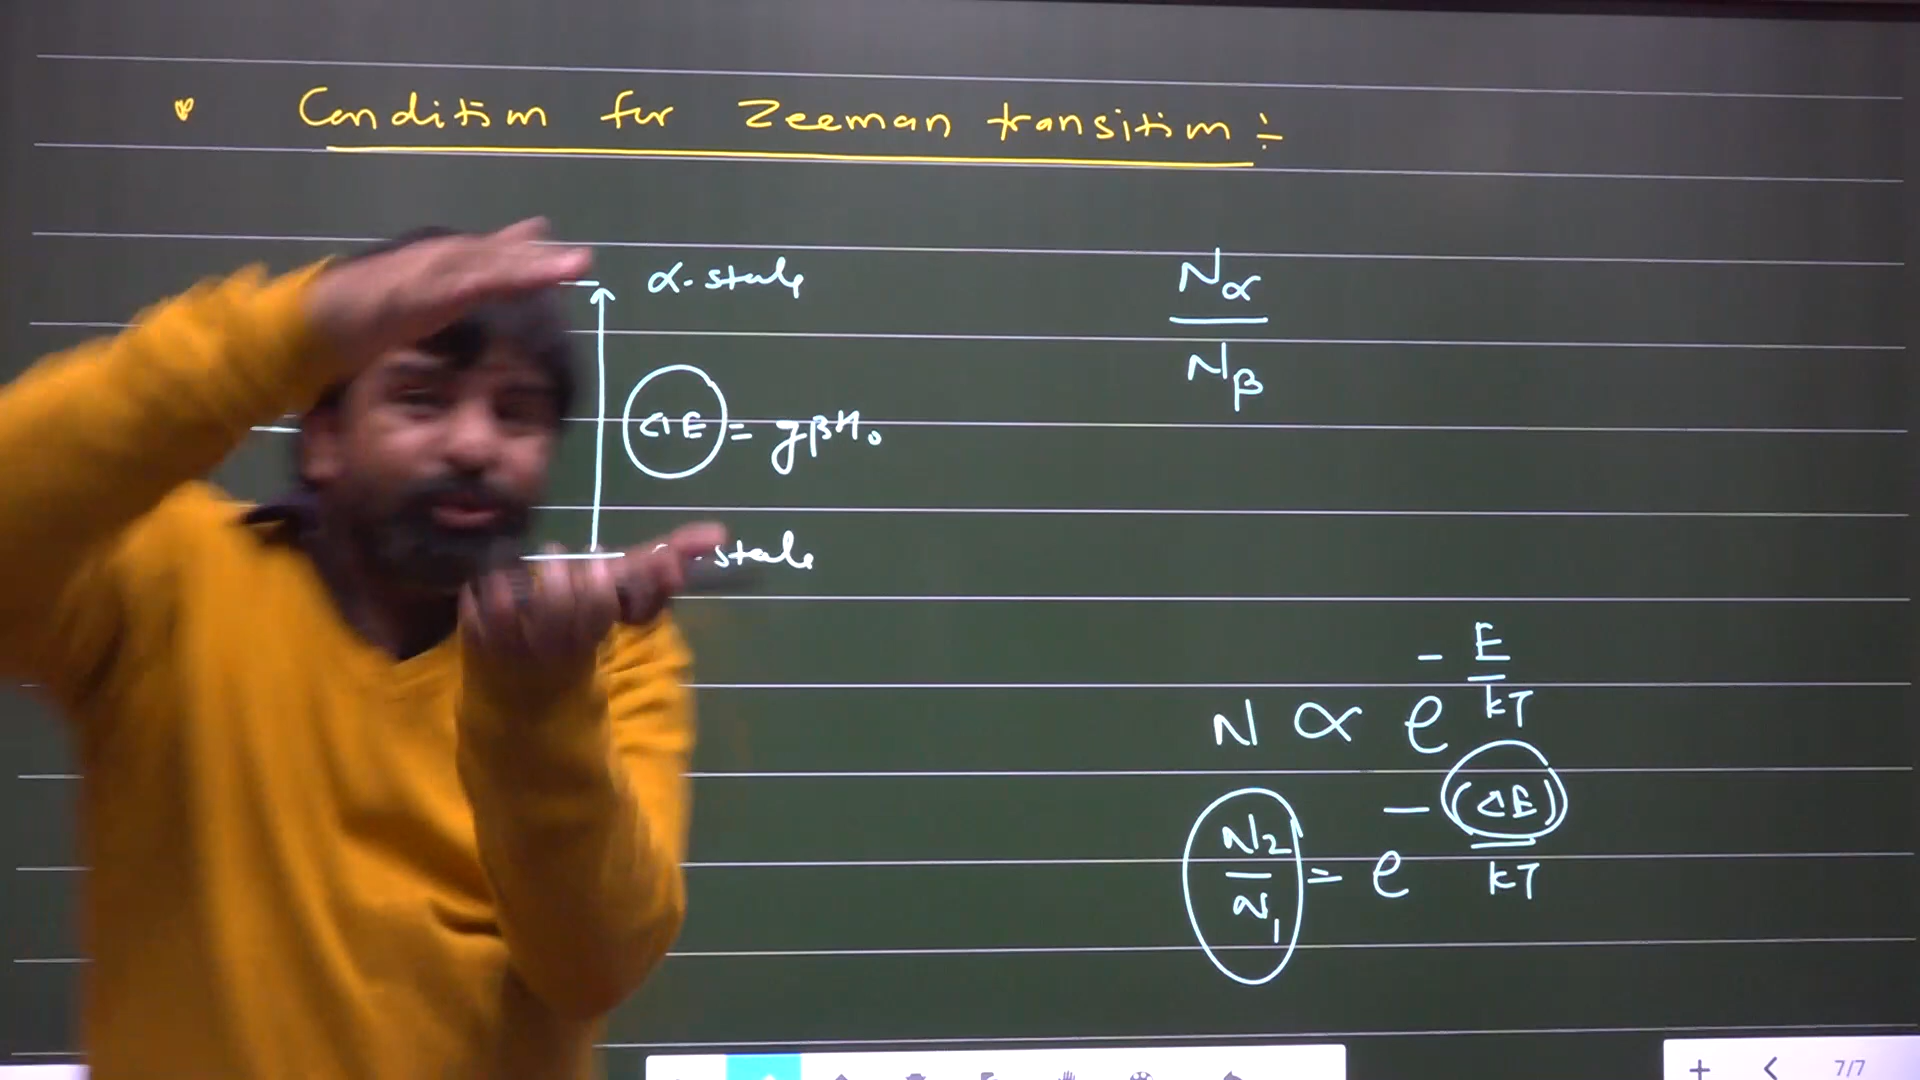 Condition for Zeeman transition :-
α-state
Nα
Nβ
ΔE = gβH₀
-state
N ∝ e^(-E/kT)
N₂/N₁ = e^(-(ΔE)/kT)
7/7